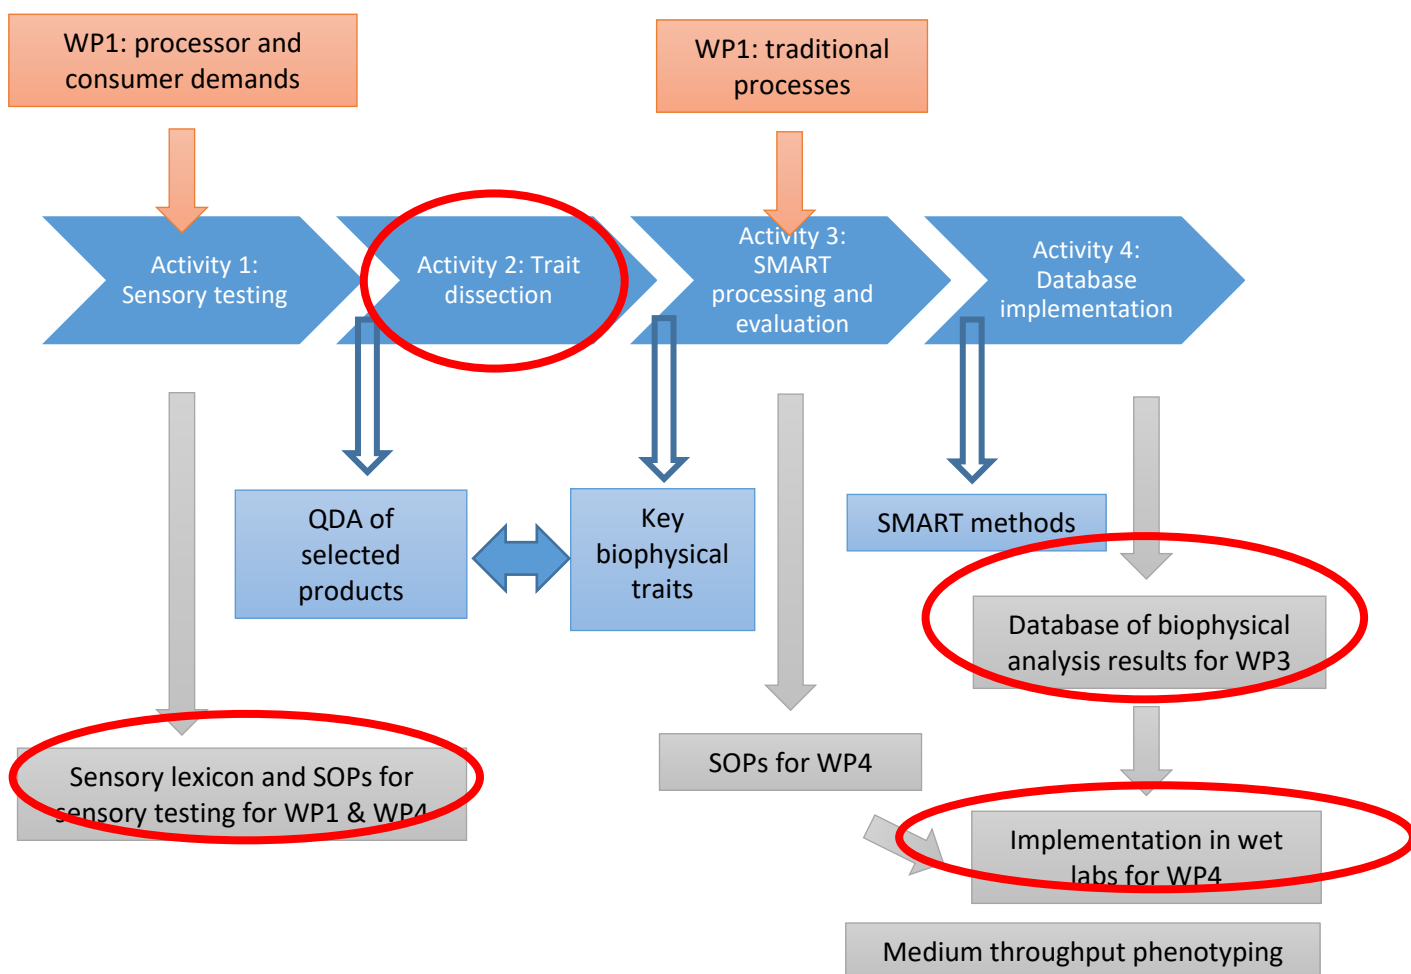 WP1: processor and
consumer demands
WP1: traditional
processes
Activity 1:
Sensory testing
Activity 2: Trait
dissection
Activity 3:
SMART
processing and
evaluation
Activity 4:
Database
implementation
QDA of
selected
products
Key
biophysical
traits
SMART methods
Database of biophysical
analysis results for WP3
Sensory lexicon and SOPs for
sensory testing for WP1 & WP4
SOPs for WP4
Implementation in wet
labs for WP4
Medium throughput phenotyping